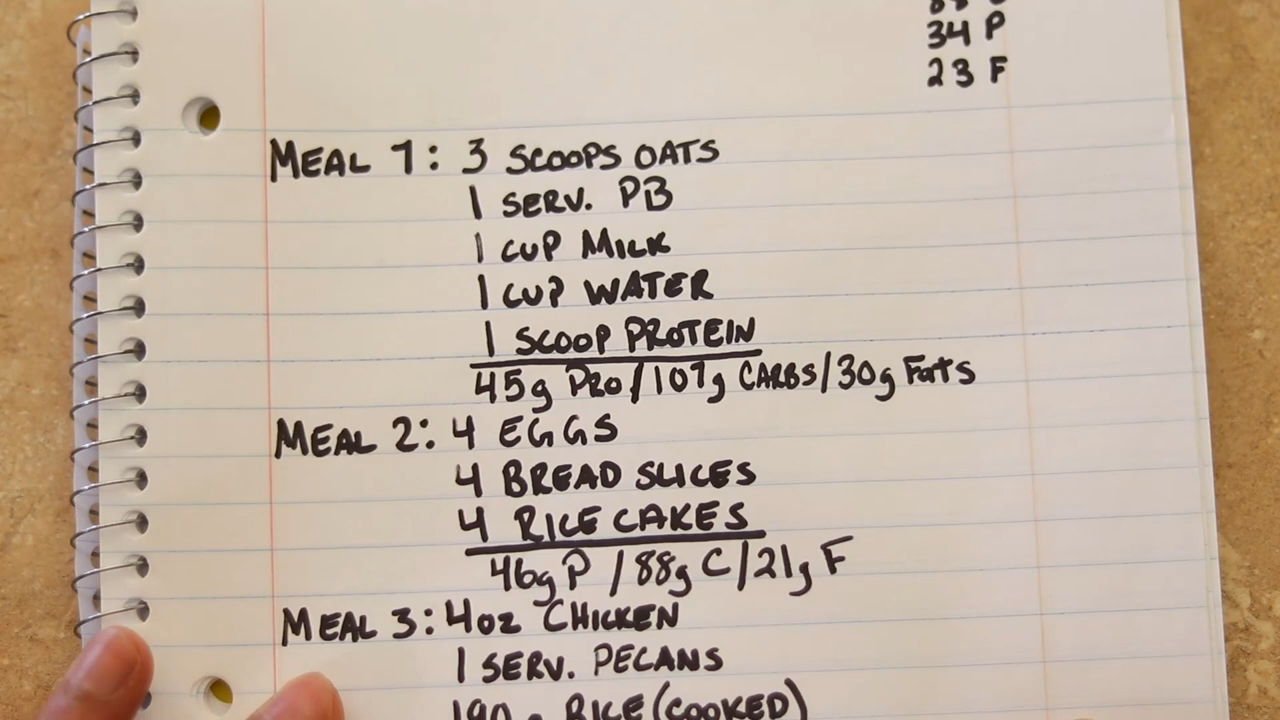 34 P
23 F
MEAL 1: 3 SCOOPS OATS
1 SERV. PB
1 CUP MILK
1 CUP WATER
1 SCOOP PROTEIN
45g PRO/107g CARBS/30g Fats
MEAL 2: 4 EGGS
4 BREAD SLICES
4 RICE CAKES
46g P /88g C/21g F
MEAL 3: 4oz CHICKEN
1 SERV. PECANS
190g RICE (COOKED)